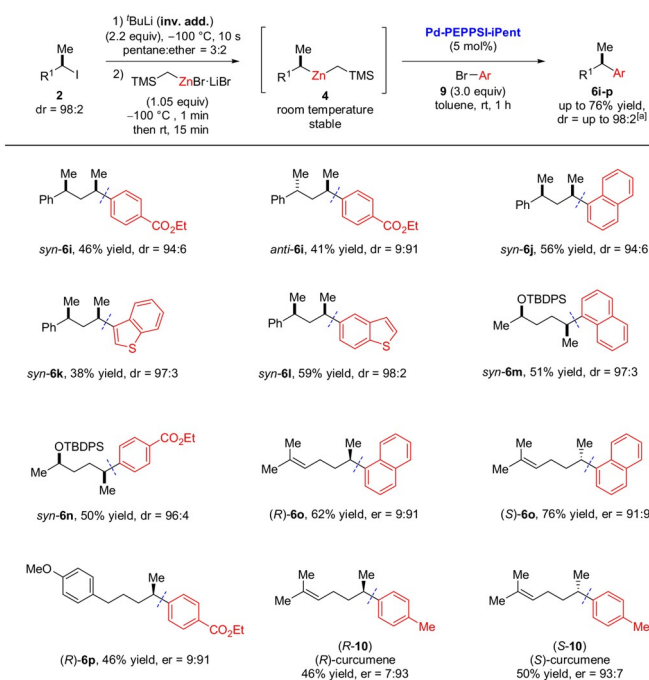 1) tBuLi (inv. add.)
(2.2 equiv), −100 °C, 10 s
pentane:ether = 3:2
2) TMS ZnBr·LiBr
(1.05 equiv)
−100 °C , 1 min
then rt, 15 min
Me
R1 I
2
dr = 98:2
Me
R1 Zn TMS
4
room temperature
stable
Pd-PEPPSI-iPent
(5 mol%)
Br−Ar
9 (3.0 equiv)
toluene, rt, 1 h
Me
R1 Ar
6i-p
up to 76% yield,
dr = up to 98:2[a]
Me Me
Ph
CO2Et
syn-6i, 46% yield, dr = 94:6
Me Me
Ph
CO2Et
anti-6i, 41% yield, dr = 9:91
Me Me
Ph
syn-6j, 56% yield, dr = 94:6
Me Me
Ph
S
syn-6k, 38% yield, dr = 97:3
Me Me
Ph
S
syn-6l, 59% yield, dr = 98:2
OTBDPS
Me
Me
syn-6m, 51% yield, dr = 97:3
OTBDPS
CO2Et
Me
Me
syn-6n, 50% yield, dr = 96:4
Me Me
Me
(R)-6o, 62% yield, er = 9:91
Me Me
Me
(S)-6o, 76% yield, er = 91:9
MeO
Me
CO2Et
(R)-6p, 46% yield, er = 9:91
Me Me
Me
Me
(R-10)
(R)-curcumene
46% yield, er = 7:93
Me Me
Me
Me
(S-10)
(S)-curcumene
50% yield, er = 93:7